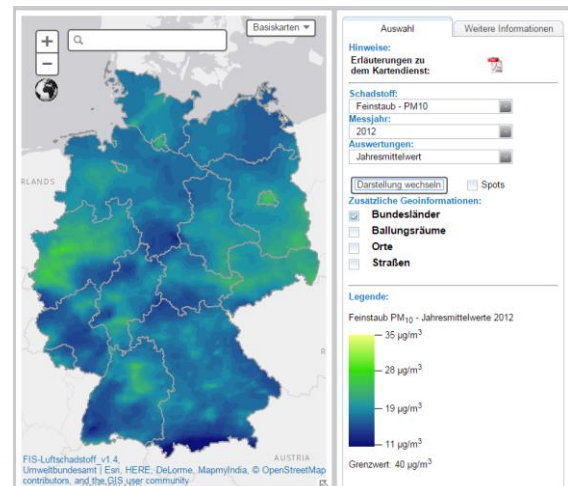 Basiskarten
RLANDS
AUSTRIA
FIS-Luftschadstoff_v1.4,
Umweltbundesamt | Esri, HERE, DeLorme, MapmyIndia, © OpenStreetMap
contributors, and the GIS user community
Auswahl
Weitere Informationen
Hinweise:
Erläuterungen zu
dem Kartendienst:
Schadstoff:
Feinstaub - PM10
Messjahr:
2012
Auswertungen:
Jahresmittelwert
Darstellung wechseln
Spots
Zusätzliche Geoinformationen:
Bundesländer
Ballungsräume
Orte
Straßen
Legende:
Feinstaub PM10 - Jahresmittelwerte 2012
35 µg/m³
28 µg/m³
19 µg/m³
11 µg/m³
Grenzwert: 40 µg/m³